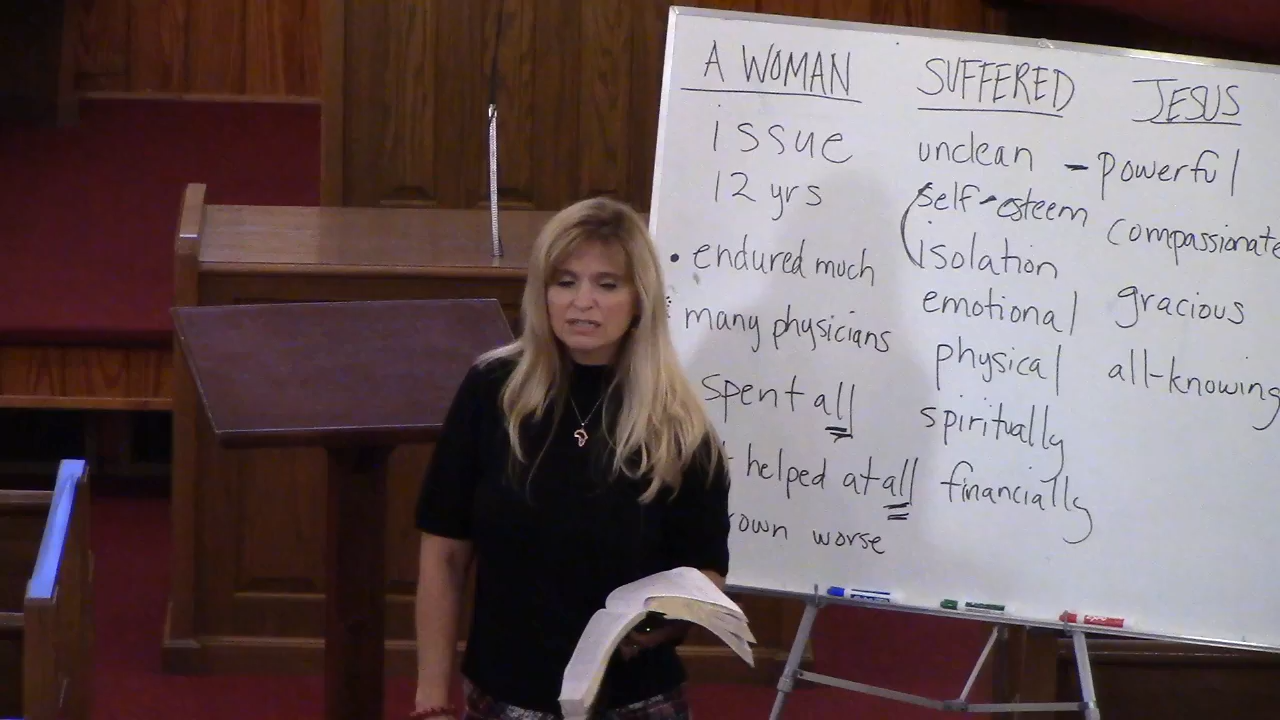 A WOMAN
issue
12 yrs
• endured much
many physicians
spent all
helped at all
rown worse
SUFFERED
unclean
self-esteem
isolation
emotional
physical
spiritually
financially
JESUS
- powerful
compassionate
gracious
all-knowing